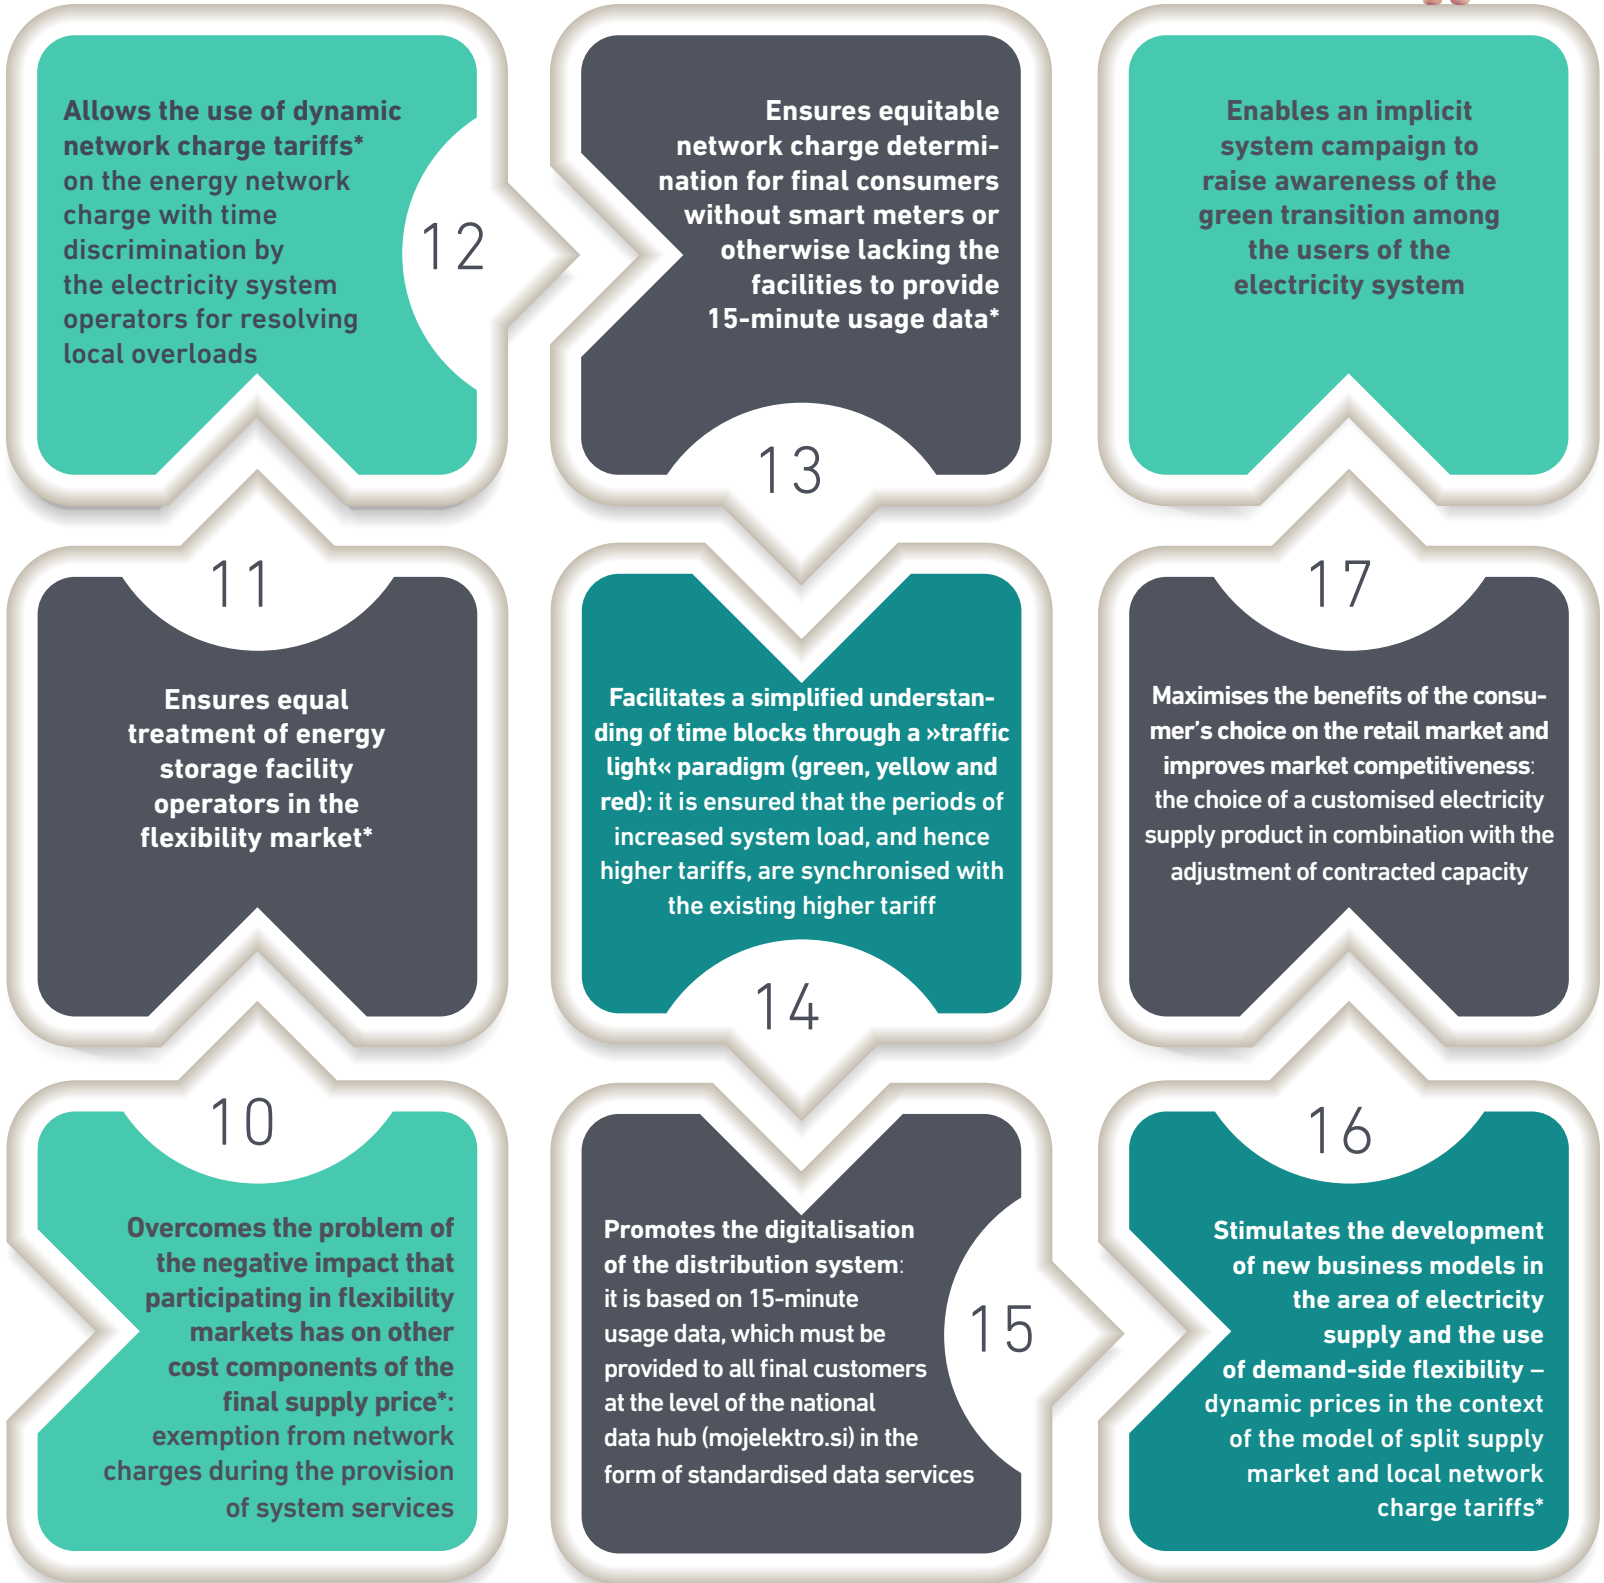 Allows the use of dynamic
network charge tariffs*
on the energy network
charge with time
discrimination by
the electricity system
operators for resolving
local overloads
12
Ensures equitable
network charge determi-
nation for final consumers
without smart meters or
otherwise lacking the
facilities to provide
15-minute usage data*
13
Enables an implicit
system campaign to
raise awareness of the
green transition among
the users of the
electricity system
11
Ensures equal
treatment of energy
storage facility
operators in the
flexibility market*
Facilitates a simplified understan-
ding of time blocks through a »traffic
light« paradigm (green, yellow and
red): it is ensured that the periods of
increased system load, and hence
higher tariffs, are synchronised with
the existing higher tariff
14
17
Maximises the benefits of the consu-
mer's choice on the retail market and
improves market competitiveness:
the choice of a customised electricity
supply product in combination with the
adjustment of contracted capacity
10
Overcomes the problem of
the negative impact that
participating in flexibility
markets has on other
cost components of the
final supply price*:
exemption from network
charges during the provision
of system services
Promotes the digitalisation
of the distribution system:
it is based on 15-minute
usage data, which must be
provided to all final customers
at the level of the national
data hub (mojelektro.si) in the
form of standardised data services
15
16
Stimulates the development
of new business models in
the area of electricity
supply and the use
of demand-side flexibility –
dynamic prices in the context
of the model of split supply
market and local network
charge tariffs*